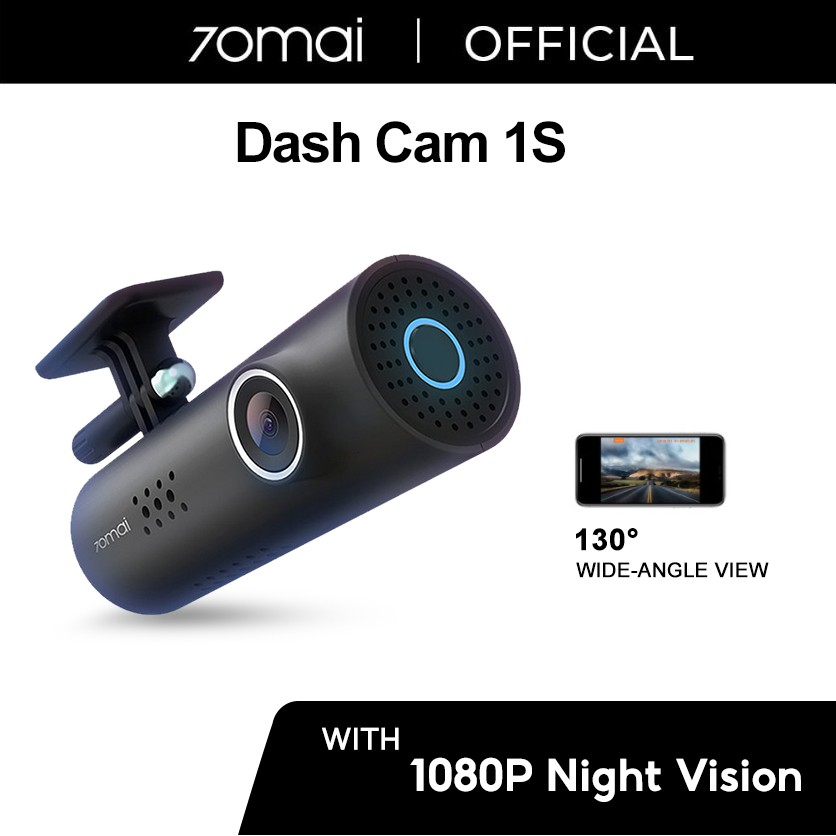 70mai | OFFICIAL
Dash Cam 1S
70mai
130°
WIDE-ANGLE VIEW
WITH
1080P Night Vision